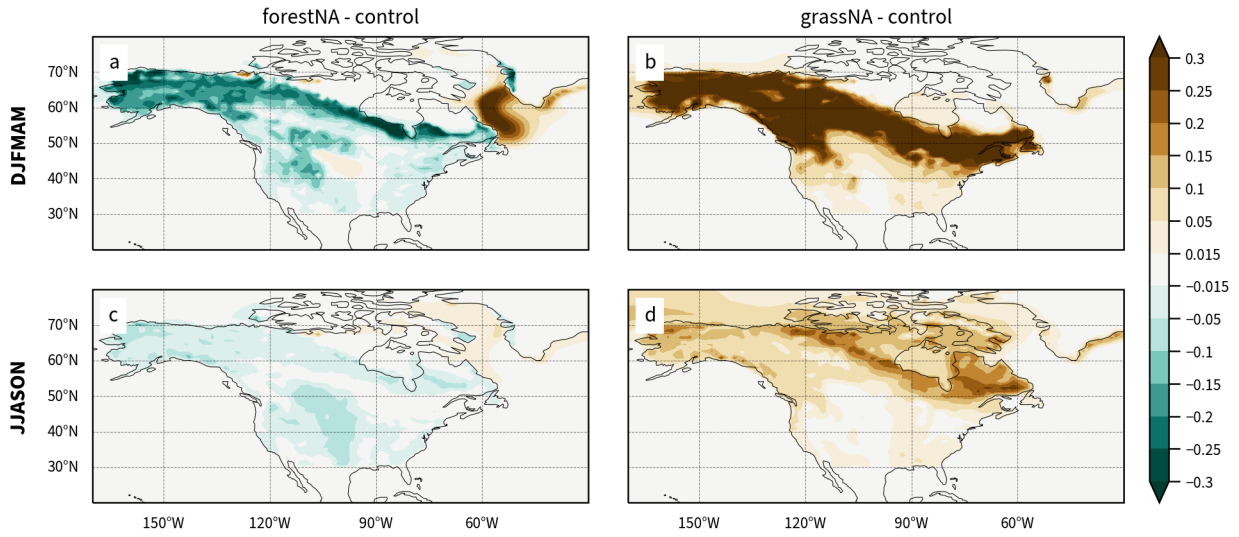 forestNA - control
grassNA - control
DJFMAM
a
70°N
60°N
50°N
40°N
30°N
b
0.3
0.2
0.15
0.1
0.05
0.015
−0.015
−0.05
−0.1
−0.15
−0.2
−0.25
−0.3
JJASON
c
70°N
60°N
50°N
40°N
30°N
d
150°W
120°W
90°W
60°W
150°W
120°W
90°W
60°W